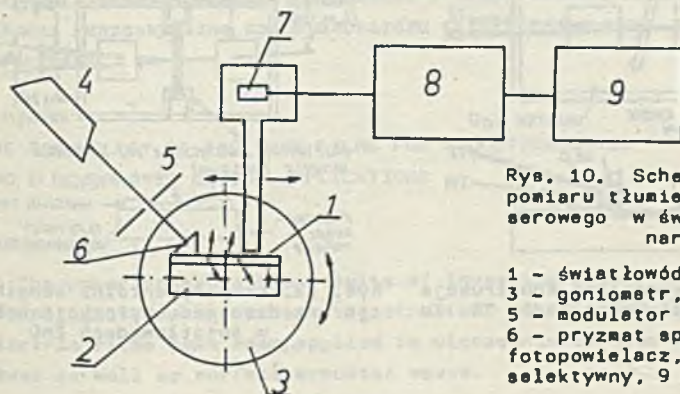 7
4
8
9
5
1
6
2
3
Rys. 10. Sche
pomiaru tłumie
serowego w św
nar
1 - światłowód
3 - goniometr,
5 - modulator
6 - pryzmat sp
fotopowielacz,
selektywny, 9